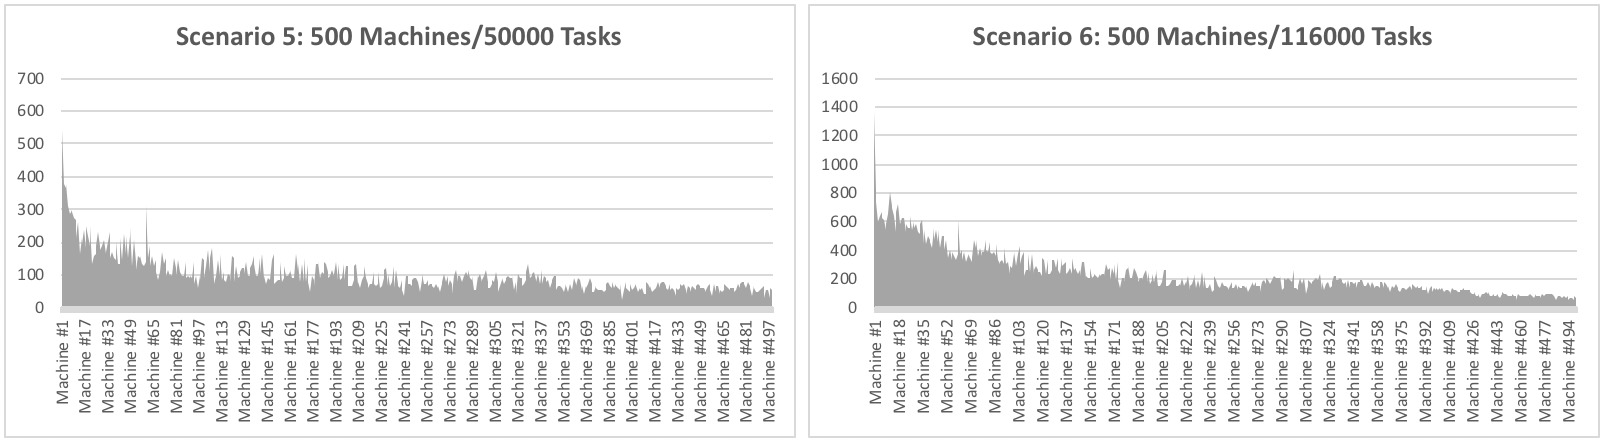 Scenario 5: 500 Machines/50000 Tasks
700
600
500
400
300
200
100
0
Machine #1
Machine #17
Machine #33
Machine #49
Machine #65
Machine #81
Machine #97
Machine #113
Machine #129
Machine #145
Machine #161
Machine #177
Machine #193
Machine #209
Machine #225
Machine #241
Machine #257
Machine #273
Machine #289
Machine #305
Machine #321
Machine #337
Machine #353
Machine #369
Machine #385
Machine #401
Machine #417
Machine #433
Machine #449
Machine #465
Machine #481
Machine #497
Scenario 6: 500 Machines/116000 Tasks
1600
1400
1200
1000
800
600
400
200
0
Machine #1
Machine #18
Machine #35
Machine #52
Machine #69
Machine #86
Machine #103
Machine #120
Machine #137
Machine #154
Machine #171
Machine #188
Machine #205
Machine #222
Machine #239
Machine #256
Machine #273
Machine #290
Machine #307
Machine #324
Machine #341
Machine #358
Machine #375
Machine #392
Machine #409
Machine #426
Machine #443
Machine #460
Machine #477
Machine #494